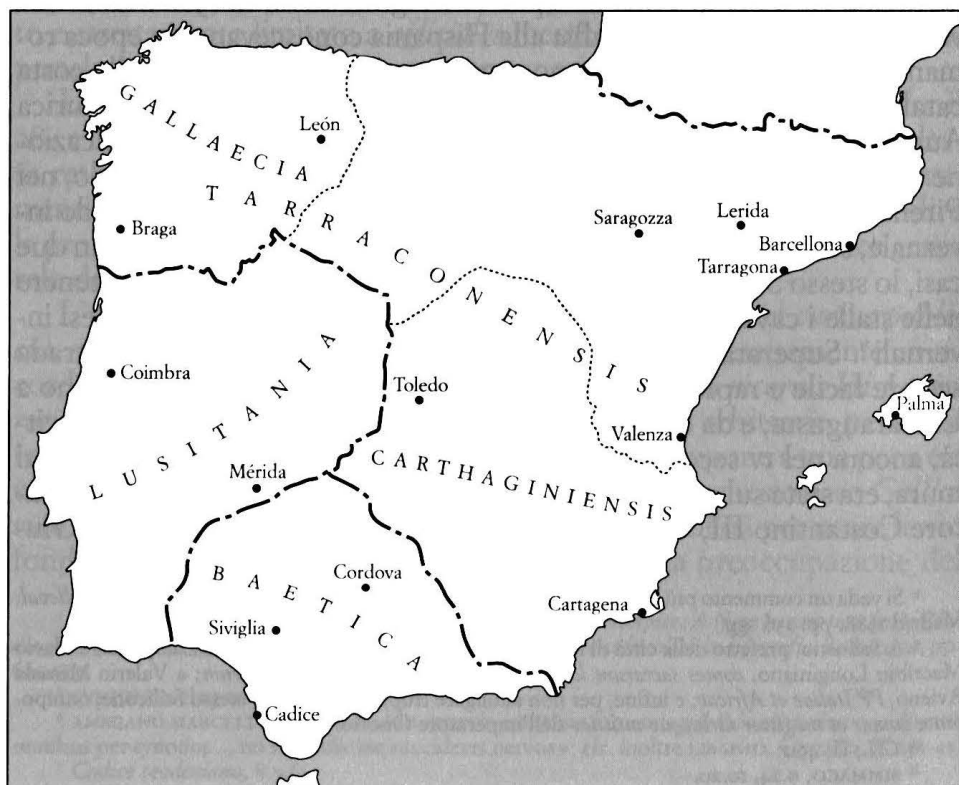 GALLAECIA
León
TARRACONENSIS
Braga
Saragozza
Lerida
Barcellona
Tarragona
Coimbra
LUSITANIA
Toledo
Palma
Valenza
Mérida
CARTHAGINIENSIS
BAETICA
Cordova
Cartagena
Siviglia
Cadice